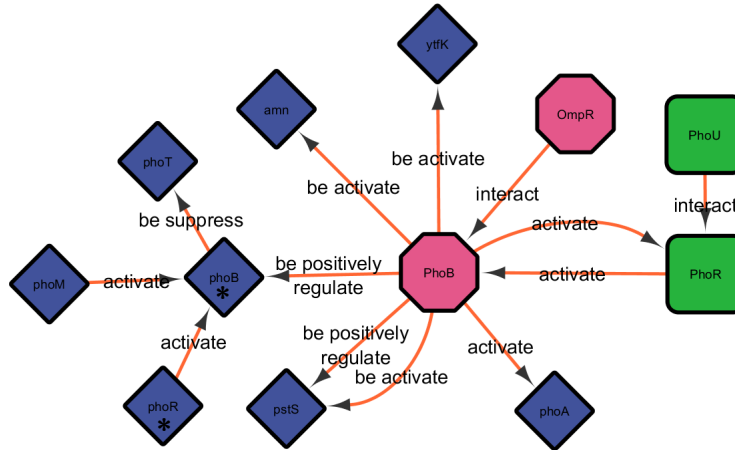 ytfK
amn
OmpR
PhoU
phoT
be activate
be activate
interact
interact
be suppress
activate
phoM
activate
phoB
*
be positively
regulate
PhoB
activate
PhoR
activate
be positively
regulate
activate
be activate
phoR
*
pstS
phoA